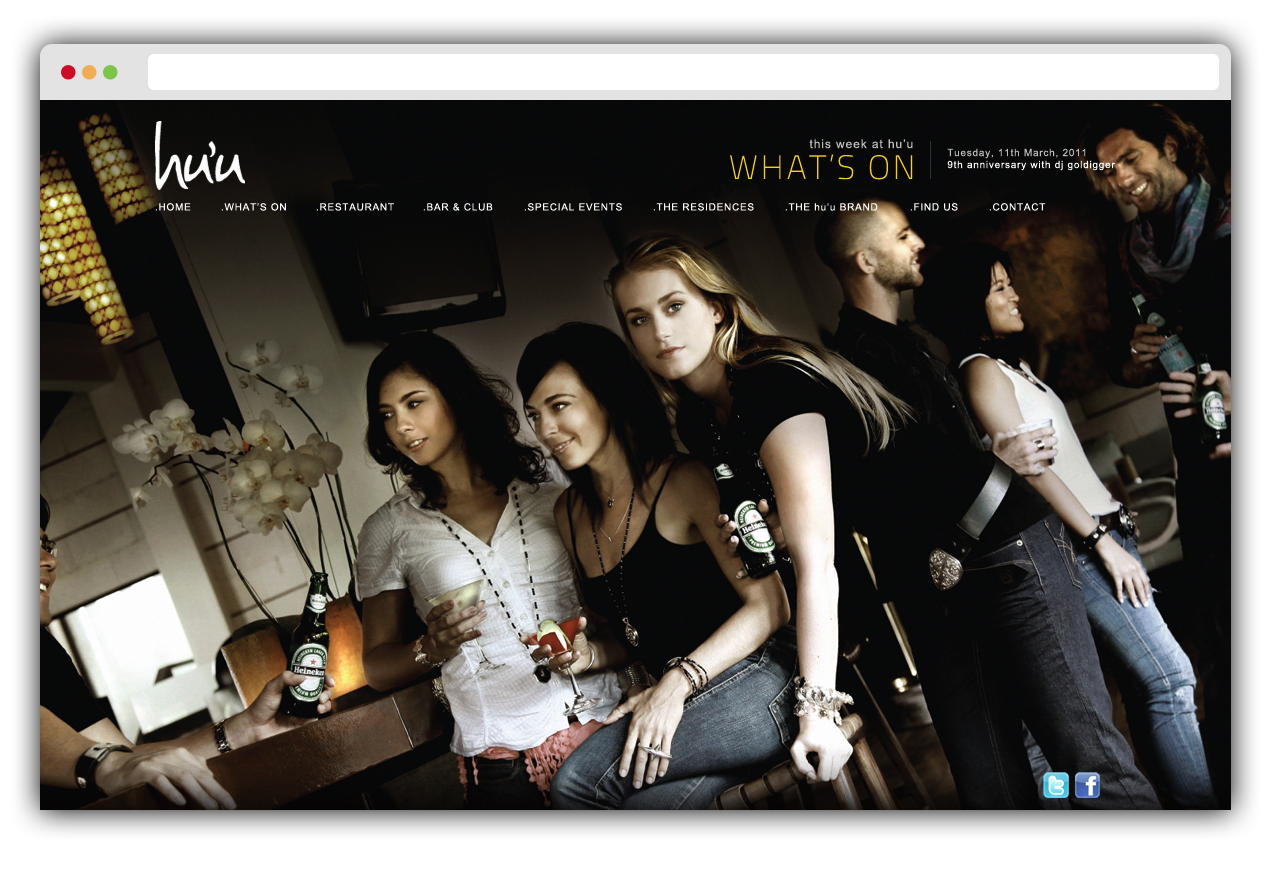 hu'u
this week at hu'u
WHAT'S ON
Tuesday, 11th March, 2011
9th anniversary with dj goldigger
.HOME .WHAT'S ON .RESTAURANT .BAR & CLUB .SPECIAL EVENTS .THE RESIDENCES .THE hu'u BRAND .FIND US .CONTACT
Heineken
Heineken